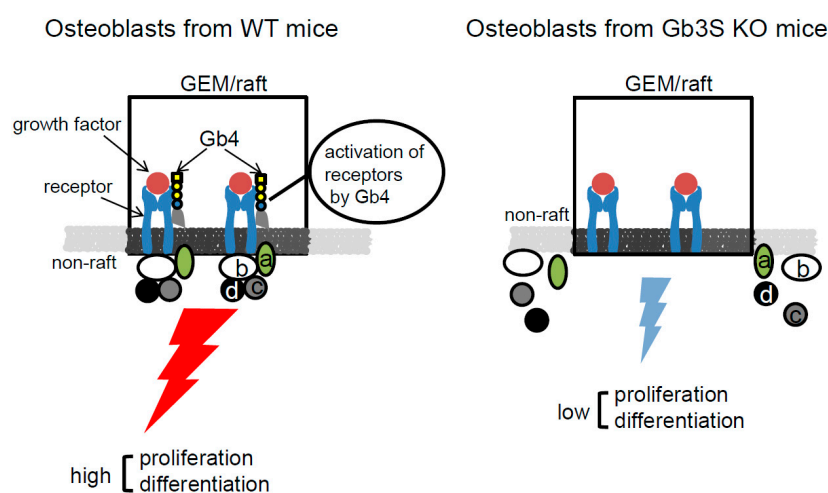 Osteoblasts from WT mice
GEM/raft
growth factor
Gb4
receptor
activation of
receptors
by Gb4
non-raft
a
b
c
d
high
proliferation
differentiation
Osteoblasts from Gb3S KO mice
GEM/raft
non-raft
a
b
d
c
low
proliferation
differentiation